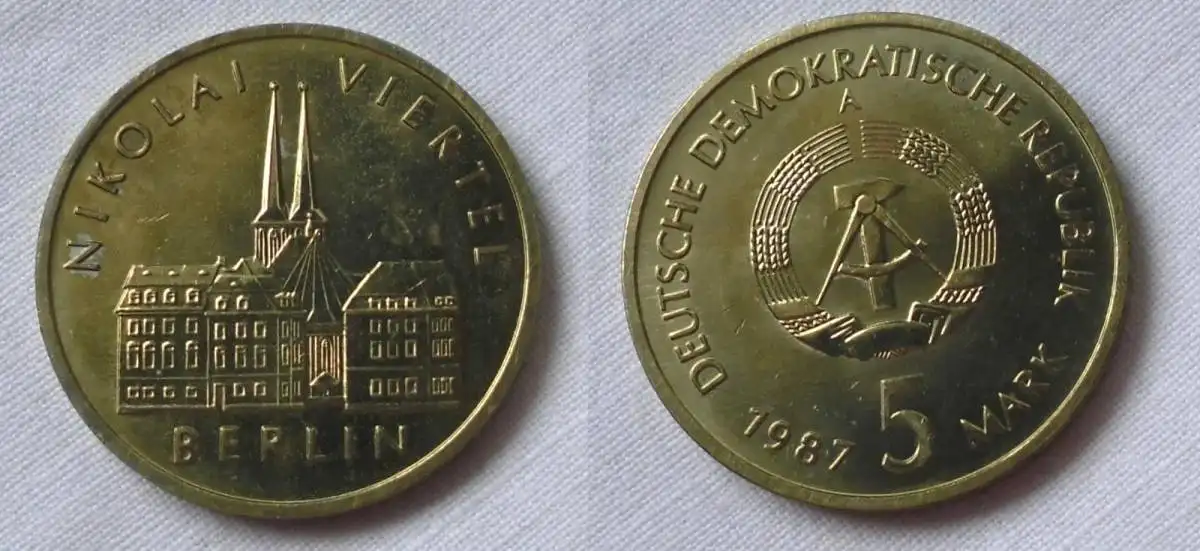 NIKOLAI VIERTEL
BERLIN
DEUTSCHE DEMOKRATISCHE REPUBLIK
A
1987 5 MARK